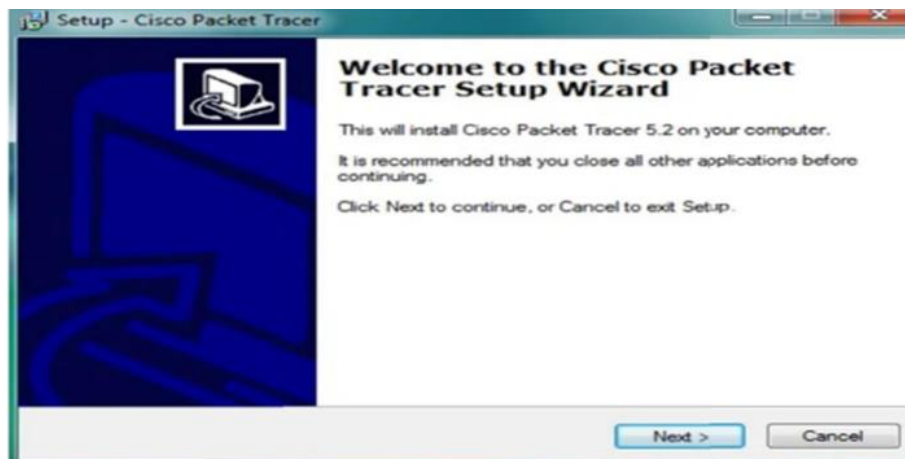 Setup - Cisco Packet Tracer
Welcome to the Cisco Packet
Tracer Setup Wizard
This will install Cisco Packet Tracer 5.2 on your computer.
It is recommended that you close all other applications before
continuing.
Click Next to continue, or Cancel to exit Setup.
Next >
Cancel